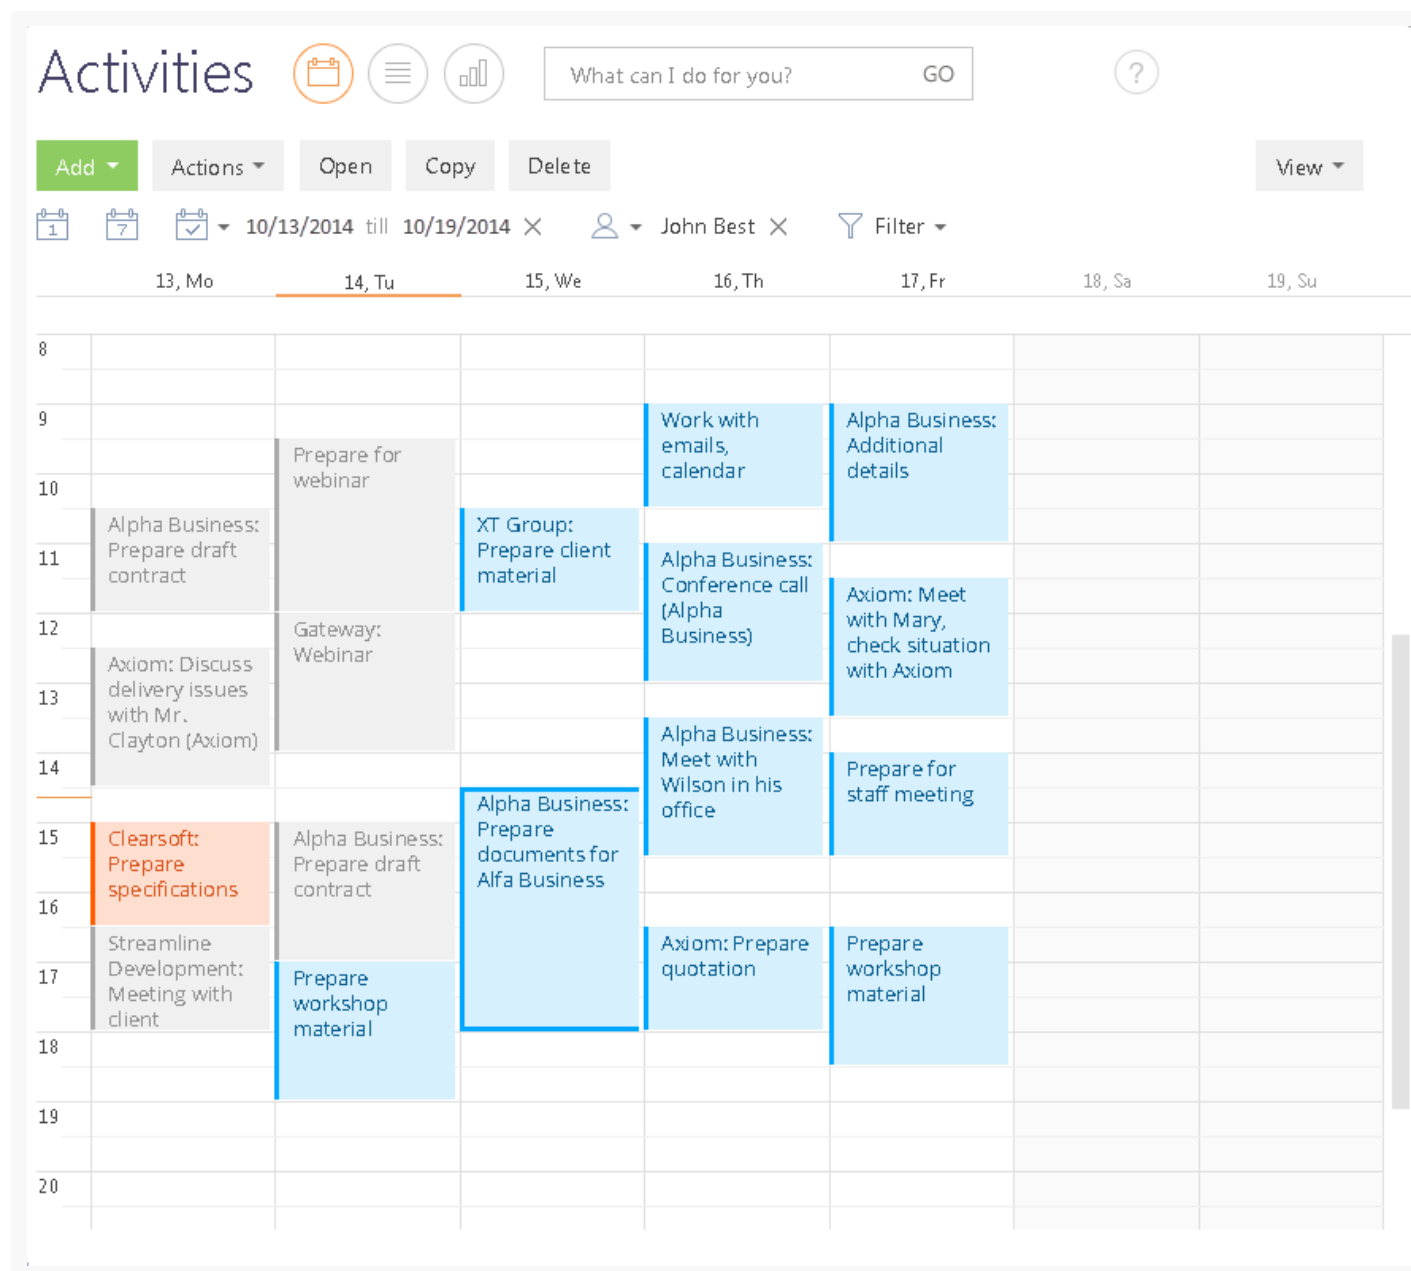 Activities
What can I do for you? GO
?
Add Actions Open Copy Delete View
1 7 10/13/2014 till 10/19/2014 John Best Filter
13, Mo 14, Tu 15, We 16, Th 17, Fr 18, Sa 19, Su
8
9
10
11
12
13
14
15
16
17
18
19
20
Alpha Business:
Prepare draft
contract
Axiom: Discuss
delivery issues
with Mr.
Clayton (Axiom)
Clearsoft:
Prepare
specifications
Streamline
Development:
Meeting with
client
Prepare for
webinar
Gateway:
Webinar
Alpha Business:
Prepare draft
contract
Prepare
workshop
material
XT Group:
Prepare client
material
Alpha Business:
Prepare
documents for
Alfa Business
Work with
emails,
calendar
Alpha Business:
Conference call
(Alpha
Business)
Alpha Business:
Meet with
Wilson in his
office
Axiom: Prepare
quotation
Alpha Business:
Additional
details
Axiom: Meet
with Mary,
check situation
with Axiom
Prepare for
staff meeting
Prepare
workshop
material